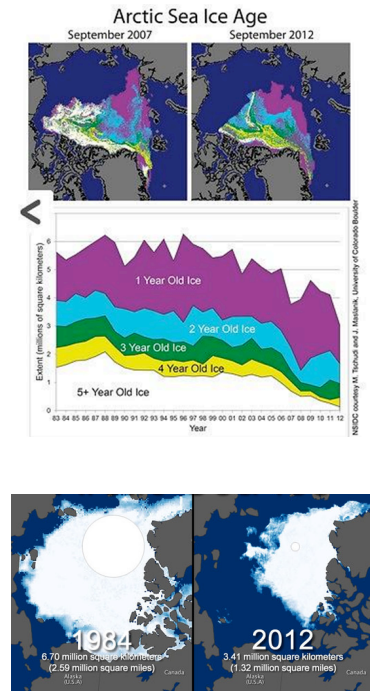 Arctic Sea Ice Age
September 2007
September 2012
<
Extent (millions of square kilometers)
6
5
4
3
2
1
0
1 Year Old Ice
2 Year Old Ice
3 Year Old Ice
4 Year Old Ice
5+ Year Old Ice
83 84 85 86 87 88 89 90 91 92 93 94 95 96 97 98 99 00 01 02 03 04 05 06 07 08 09 10 11 12
Year
NSIDC courtesy M. Tschudi and J. Maslanik, University of Colorado Boulder
1984
6.70 million square kilometers
(2.59 million square miles)
Alaska
(U.S.A)
Canada
2012
3.41 million square kilometers
(1.32 million square miles)
Alaska
(U.S.A)
Canada